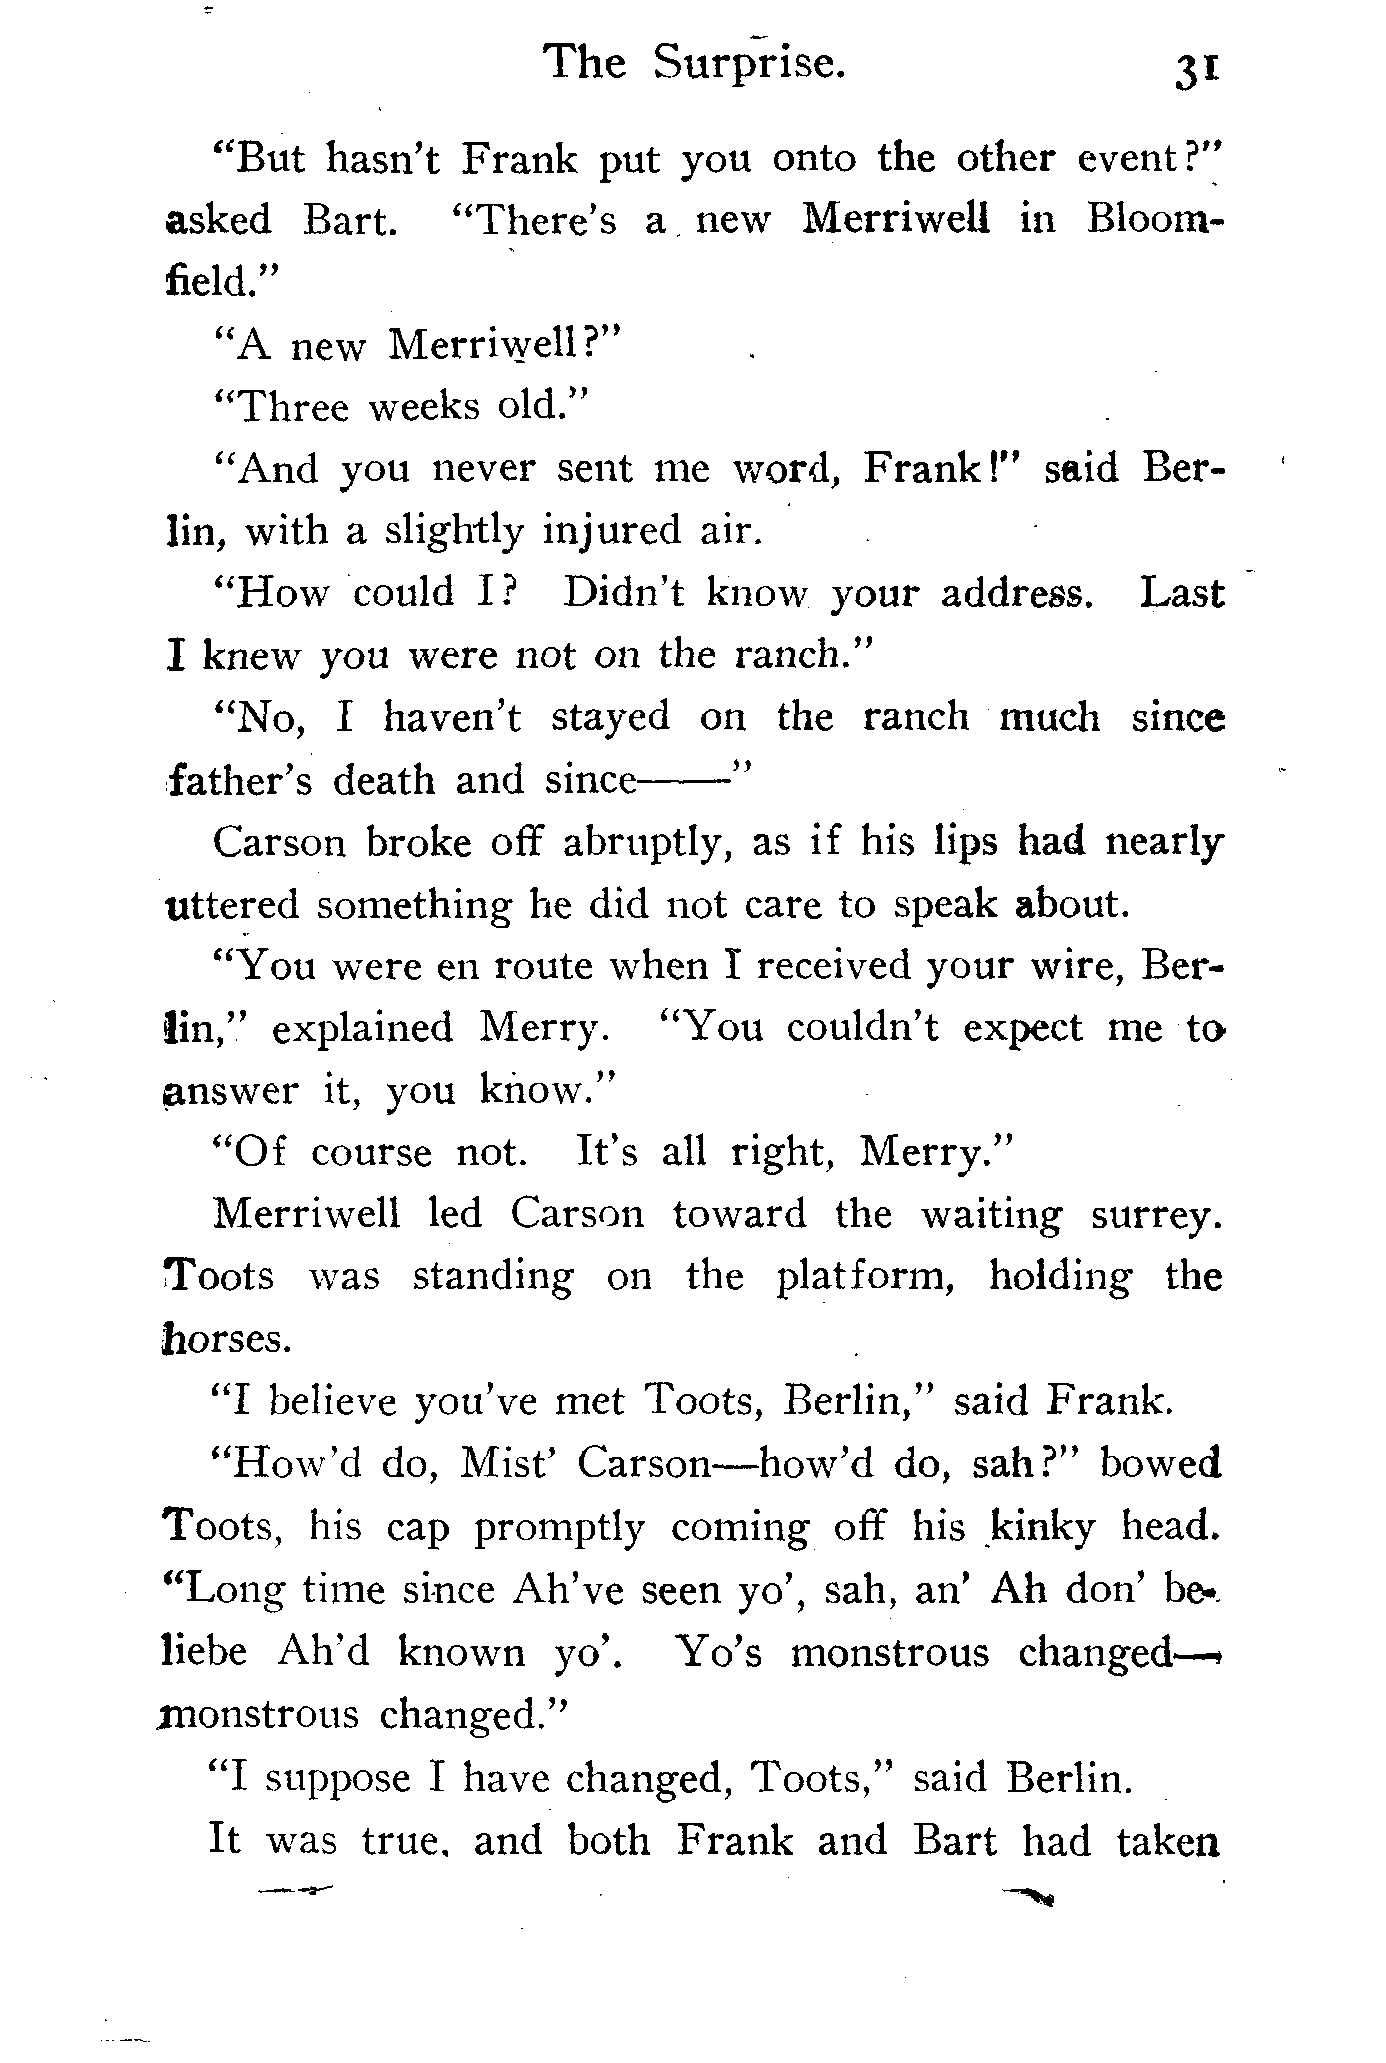 The Surprise. 31
“But hasn’t Frank put you onto the other event?”
asked Bart. “There’s a new Merriwell in Bloom-
field.”
“A new Merriwell?”
“Three weeks old.”
“And you never sent me word, Frank!” said Ber-
lin, with a slightly injured air.
“How could I? Didn’t know your address. Last
I knew you were not on the ranch.”
“No, I haven’t stayed on the ranch much since
father’s death and since——”
Carson broke off abruptly, as if his lips had nearly
uttered something he did not care to speak about.
“You were en route when I received your wire, Ber-
lin,” explained Merry. “You couldn’t expect me to
answer it, you know.”
“Of course not. It’s all right, Merry.”
Merriwell led Carson toward the waiting surrey.
Toots was standing on the platform, holding the
horses.
“I believe you’ve met Toots, Berlin,” said Frank.
“How’d do, Mist’ Carson—how’d do, sah?” bowed
Toots, his cap promptly coming off his kinky head.
“Long time since Ah’ve seen yo’, sah, an’ Ah don’ be-
liebe Ah’d known yo’. Yo’s monstrous changed—
monstrous changed.”
“I suppose I have changed, Toots,” said Berlin.
It was true, and both Frank and Bart had taken